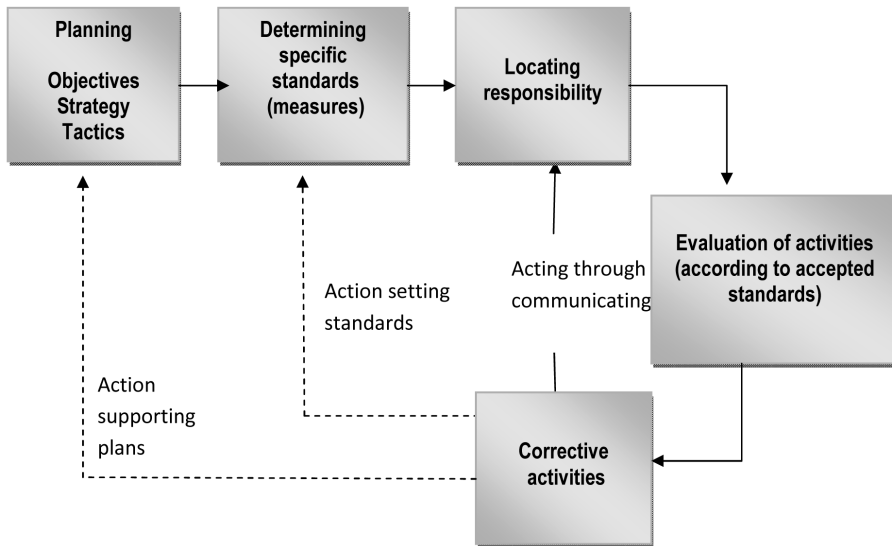 Planning
Objectives
Strategy
Tactics
Determining
specific
standards
(measures)
Locating
responsibility
Evaluation of activities
(according to accepted
standards)
Acting through
communicating
Action setting
standards
Action
supporting
plans
Corrective
activities